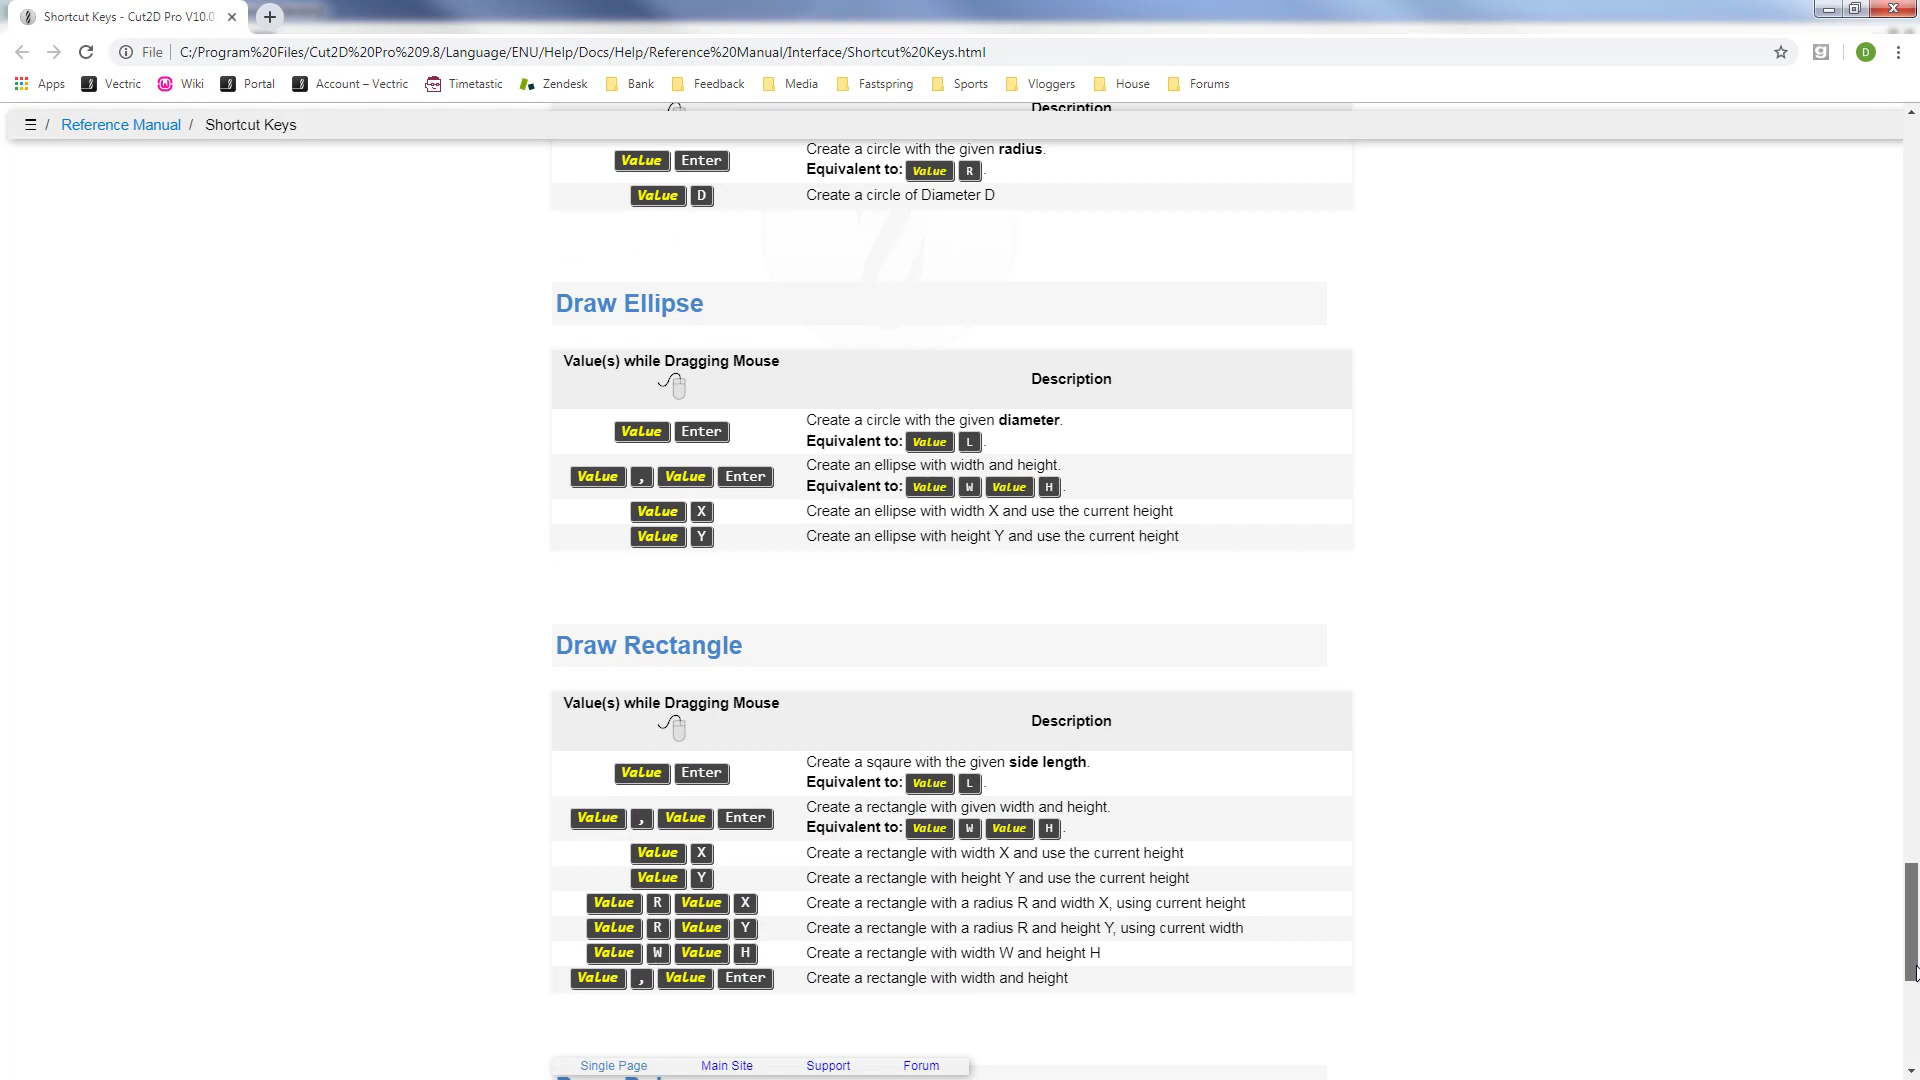 Shortcut Keys - Cut2D Pro V10.0
File C:/Program%20Files/Cut2D%20Pro%209.8/Language/ENU/Help/Docs/Help/Reference%20Manual/Interface/Shortcut%20Keys.html
D
Apps Vectric Wiki Portal Account – Vectric Timetastic Zendesk Bank Feedback Media Fastspring Sports Vloggers House Forums
Description
☰ / Reference Manual / Shortcut Keys
Value Enter Create a circle with the given radius.
Equivalent to: Value R .
Value D Create a circle of Diameter D
Draw Ellipse
Value(s) while Dragging Mouse
Description
Value Enter Create a circle with the given diameter.
Equivalent to: Value L .
Value , Value Enter Create an ellipse with width and height.
Equivalent to: Value W Value H .
Value X Create an ellipse with width X and use the current height
Value Y Create an ellipse with height Y and use the current height
Draw Rectangle
Value(s) while Dragging Mouse
Description
Value Enter Create a sqaure with the given side length.
Equivalent to: Value L .
Value , Value Enter Create a rectangle with given width and height.
Equivalent to: Value W Value H .
Value X Create a rectangle with width X and use the current height
Value Y Create a rectangle with height Y and use the current height
Value R Value X Create a rectangle with a radius R and width X, using current height
Value R Value Y Create a rectangle with a radius R and height Y, using current width
Value W Value H Create a rectangle with width W and height H
Value , Value Enter Create a rectangle with width and height
Single Page Main Site Support Forum